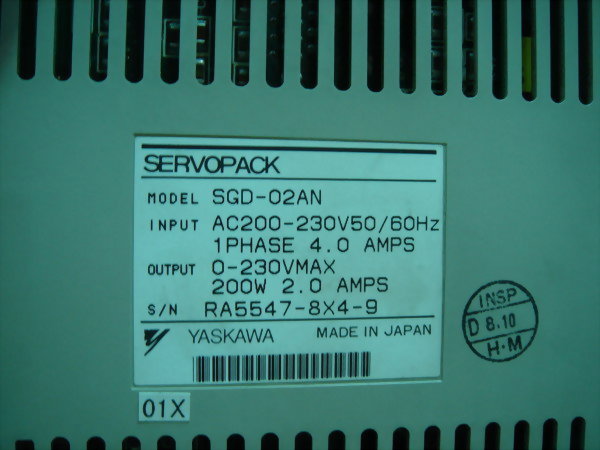 SERVOPACK
MODEL SGD-02AN
INPUT AC200-230V50/60Hz
1PHASE 4.0 AMPS
OUTPUT 0-230VMAX
200W 2.0 AMPS
S/N RA5547-8X4-9
YASKAWA MADE IN JAPAN
01X
INSP
D 8.10
H·M